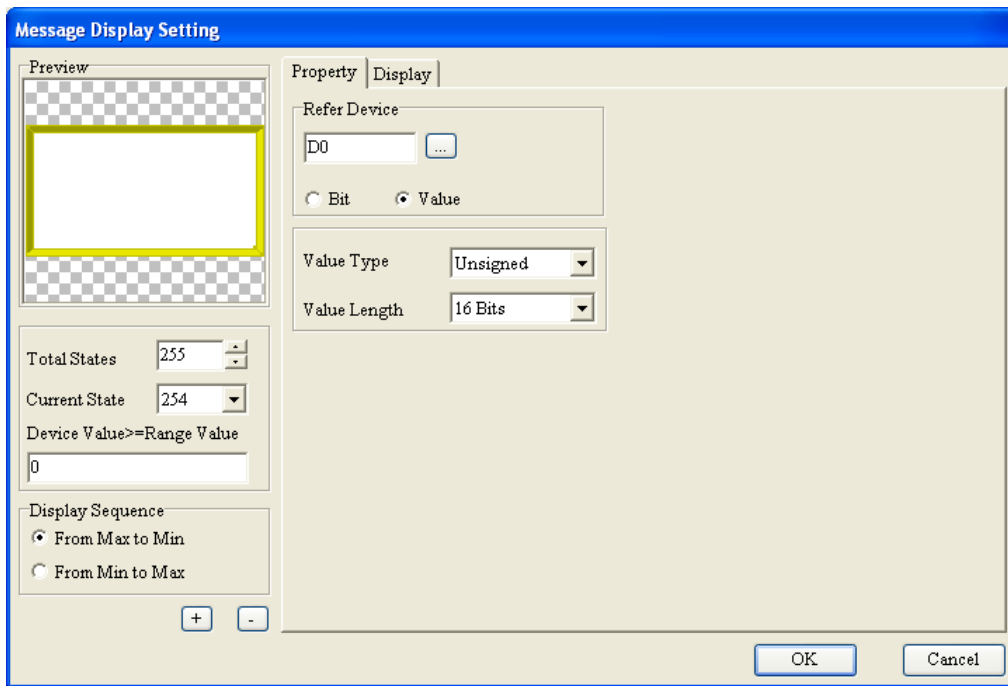 Message Display Setting
Preview
Property Display
Refer Device
D0 ...
Bit Value
Value Type Unsigned
Value Length 16 Bits
Total States 255
Current State 254
Device Value>=Range Value
0
Display Sequence
From Max to Min
From Min to Max
+ -
OK Cancel